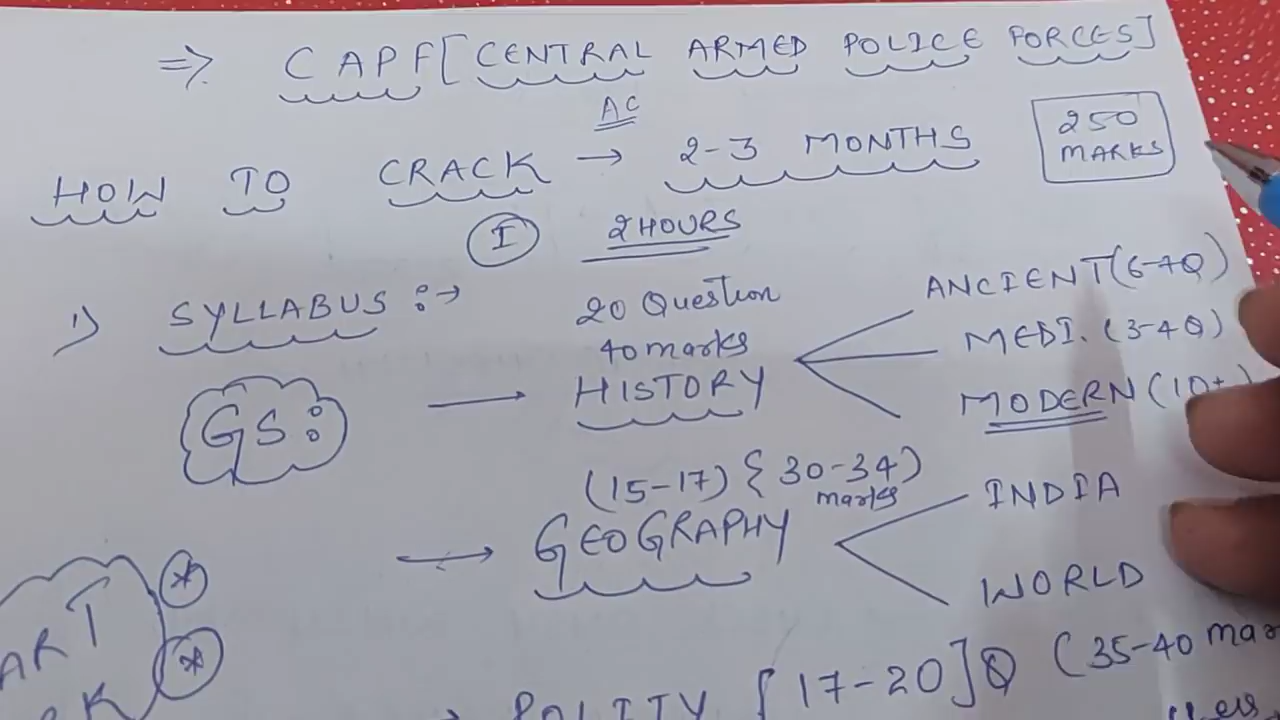 ⇒ CAPF [CENTRAL ARMED POLICE FORCES]
AC
HOW TO CRACK → 2-3 MONTHS
250 MARKS
I 2 HOURS
1) SYLLABUS :→
20 Question
40 marks
GS: → HISTORY
ANCIENT (6-7Q)
MEDI. (3-4Q)
MODERN (10+
(15-17) { 30-34)
marks
→ GEOGRAPHY
INDIA
WORLD
→ POLITY [17-20]Q (35-40